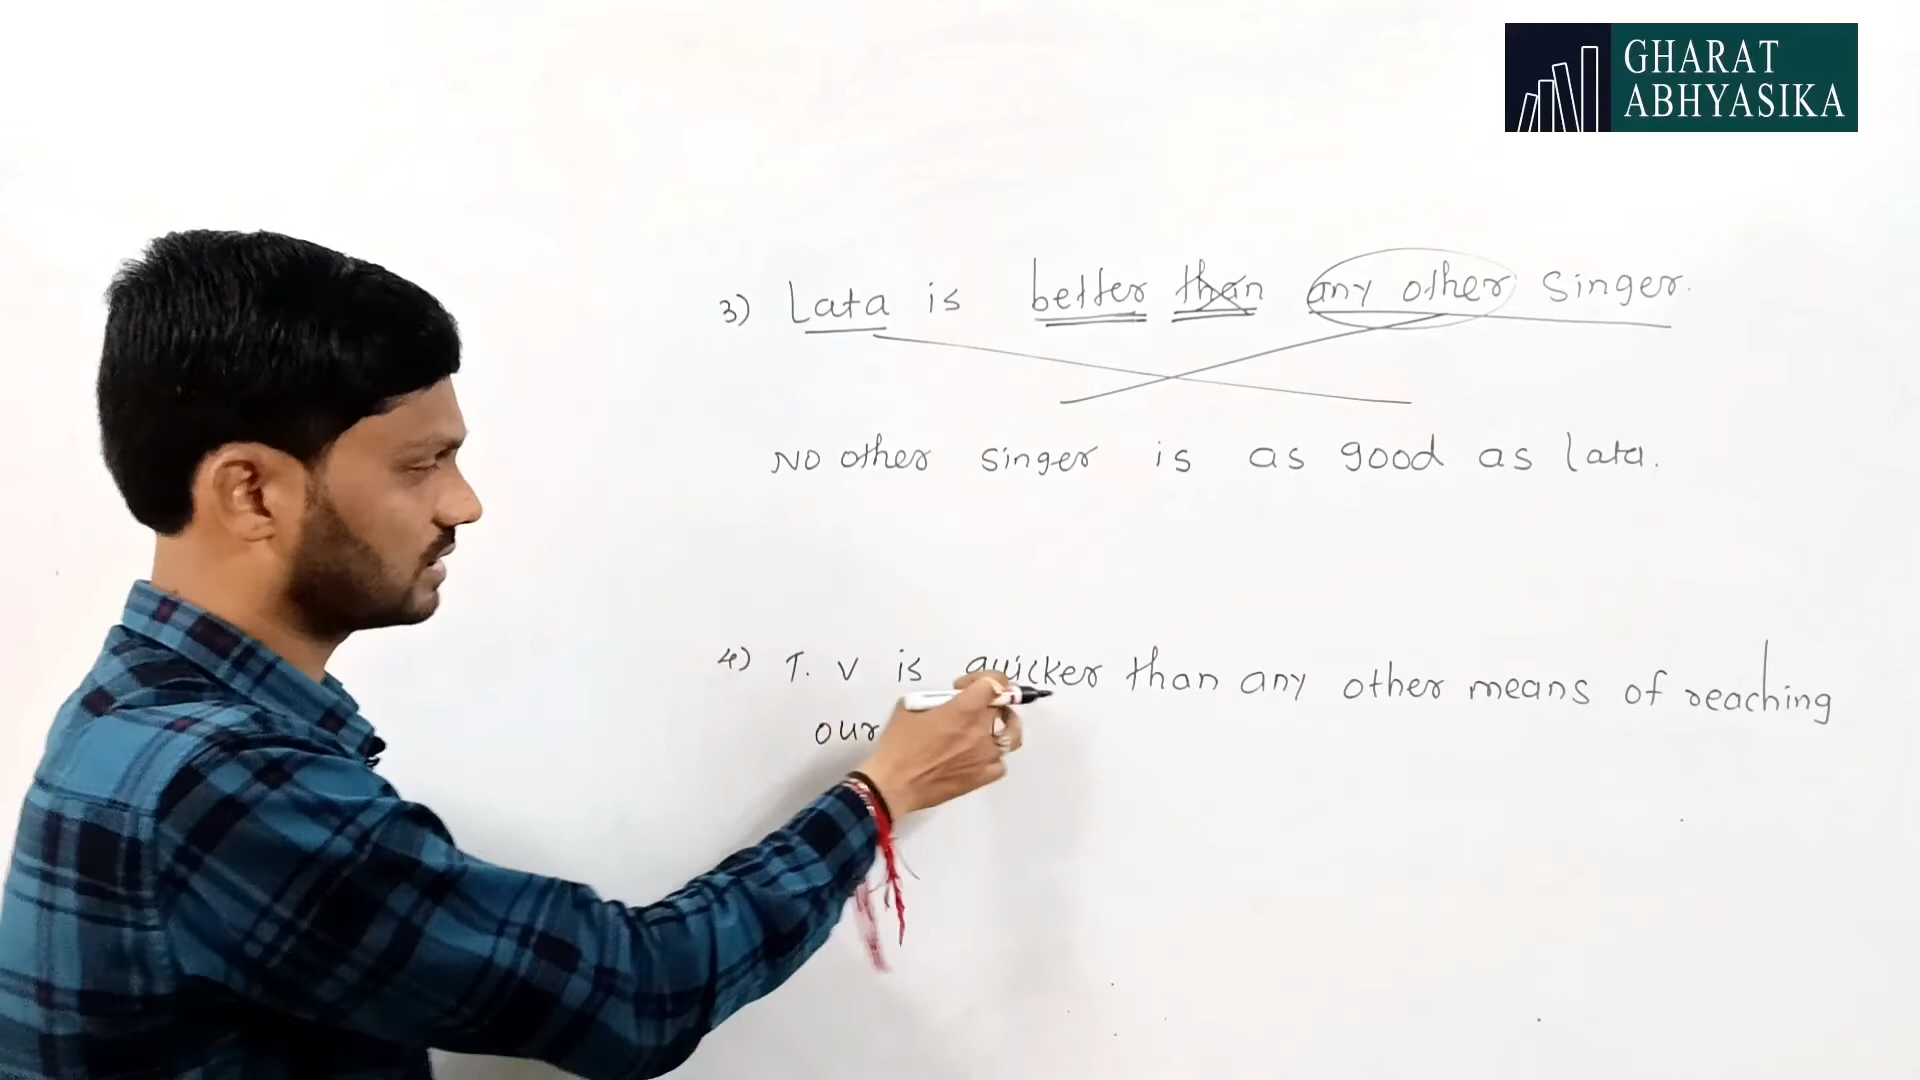 GHARAT
ABHYASIKA
3) Lata is better than any other singer.
NO other singer is as good as lata.
4) T. V is quicker than any other means of reaching
our